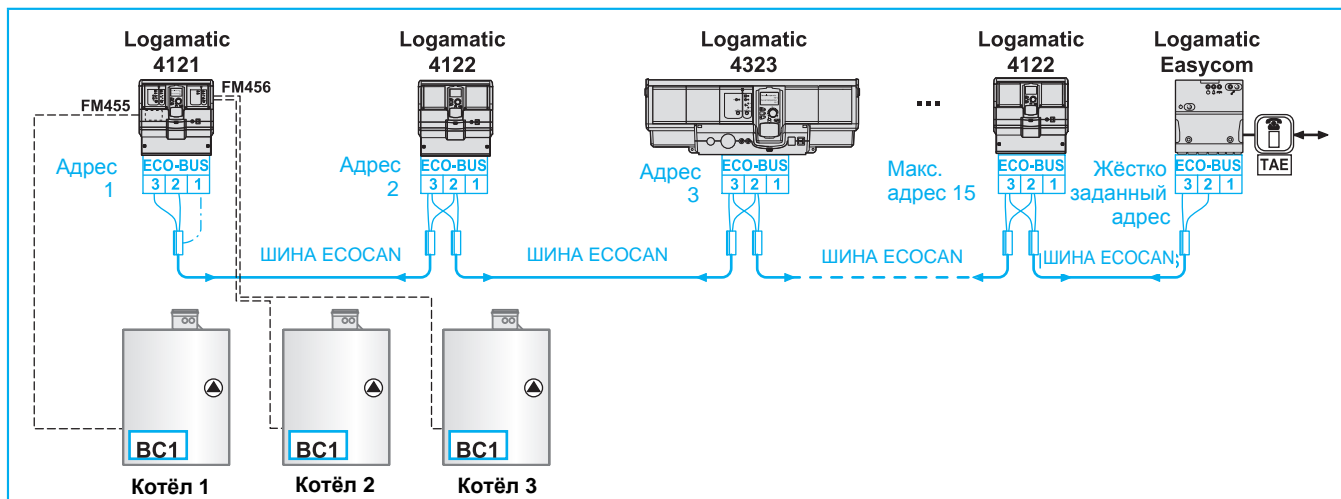 Logamatic
4121
Logamatic
4122
Logamatic
4323
Logamatic
4122
Logamatic
Easycom
FM455
FM456
...
Адрес
1
ECO-BUS
3 2 1
Адрес
2
ECO-BUS
3 2 1
Адрес
3
ECO-BUS
3 2 1
Макс.
адрес 15
ECO-BUS
3 2 1
Жёстко
заданный
адрес
ECO-BUS
3 2 1
TAE
ШИНА ECOCAN
ШИНА ECOCAN
ШИНА ECOCAN
ШИНА ECOCAN
BC1
BC1
BC1
Котёл 1
Котёл 2
Котёл 3